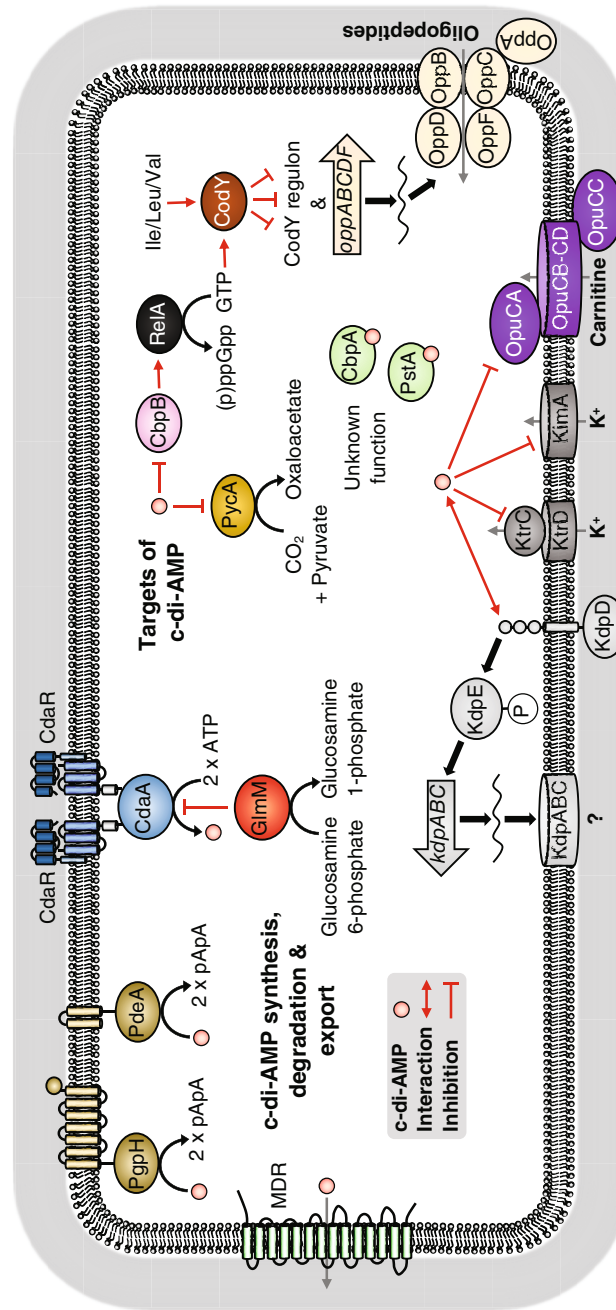 CdaR
CdaR
PgpH
2 x pApA
PdeA
2 x pApA
CdaA
2 x ATP
GlmM
Glucosamine
6-phosphate
Glucosamine
1-phosphate
MDR
c-di-AMP synthesis,
degradation &
export
Targets of
c-di-AMP
CbpB
RelA
GTP
(p)ppGpp
PycA
CO2
+ Pyruvate
Oxaloacetate
Ile/Leu/Val
CodY
CodY regulon
&
oppABCDF
OppD
OppB
OppF
OppC
OppA
Oligopeptides
Unknown
function
CbpA
PstA
c-di-AMP
Interaction
Inhibition
kdpABC
KdpE
P
KdpABC
?
(KdpD)
KtrC
KtrD
K+
KimA
K+
OpuCA
OpuCB-CD
OpuCC
Carnitine